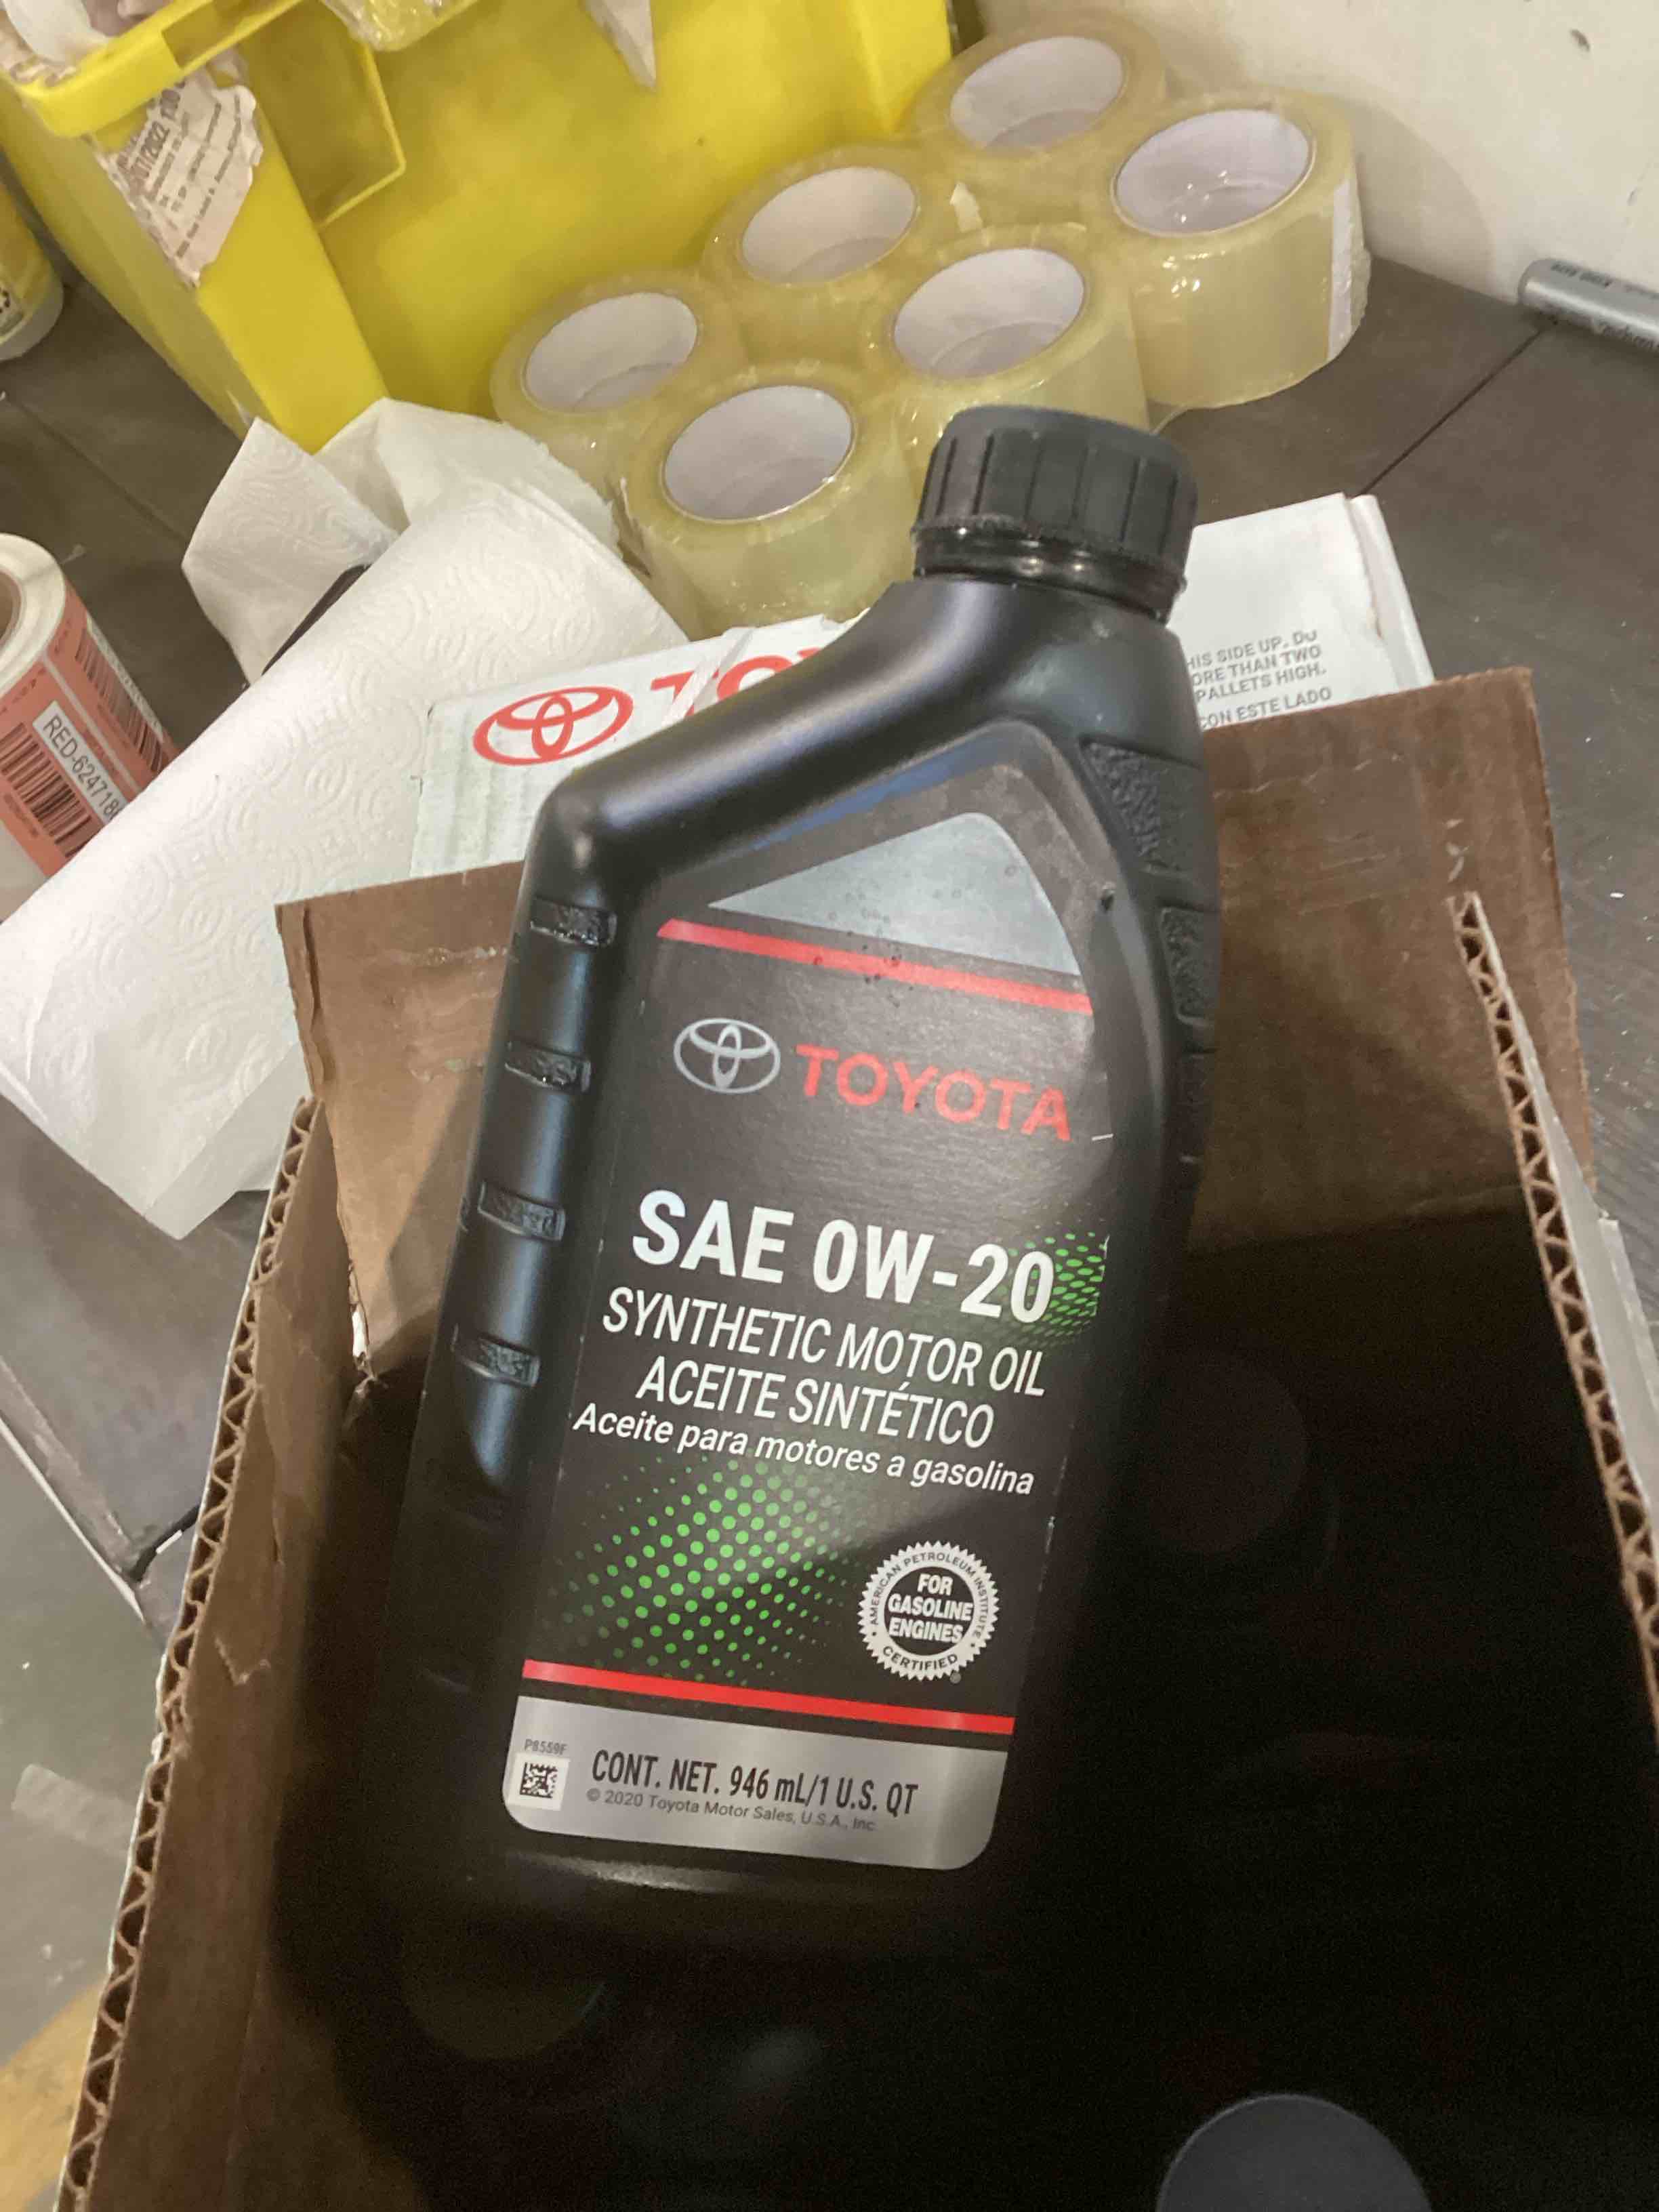 RED-624718
TO
HIS SIDE UP. DO
ORE THAN TWO
PALLETS HIGH.
CON ESTE LADO
TOYOTA
SAE 0W-20
SYNTHETIC MOTOR OIL
ACEITE SINTÉTICO
Aceite para motores a gasolina
AMERICAN PETROLEUM INSTITUTE
FOR
GASOLINE
ENGINES
CERTIFIED
P8559F
CONT. NET. 946 mL/1 U.S. QT
© 2020 Toyota Motor Sales, U.S.A., Inc.